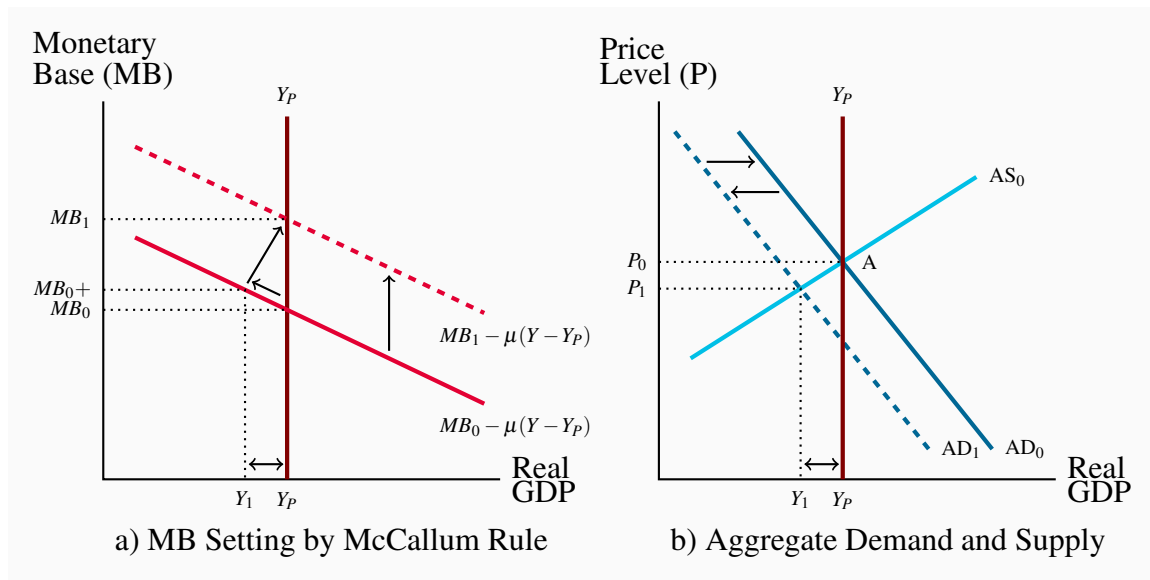 Monetary
Base (MB)
Y_P
MB_1
MB_0+
MB_0
MB_1 − μ(Y − Y_P)
MB_0 − μ(Y − Y_P)
Y_1
Y_P
Real
GDP
a) MB Setting by McCallum Rule
Price
Level (P)
Y_P
AS_0
P_0
A
P_1
AD_1
AD_0
Y_1
Y_P
Real
GDP
b) Aggregate Demand and Supply